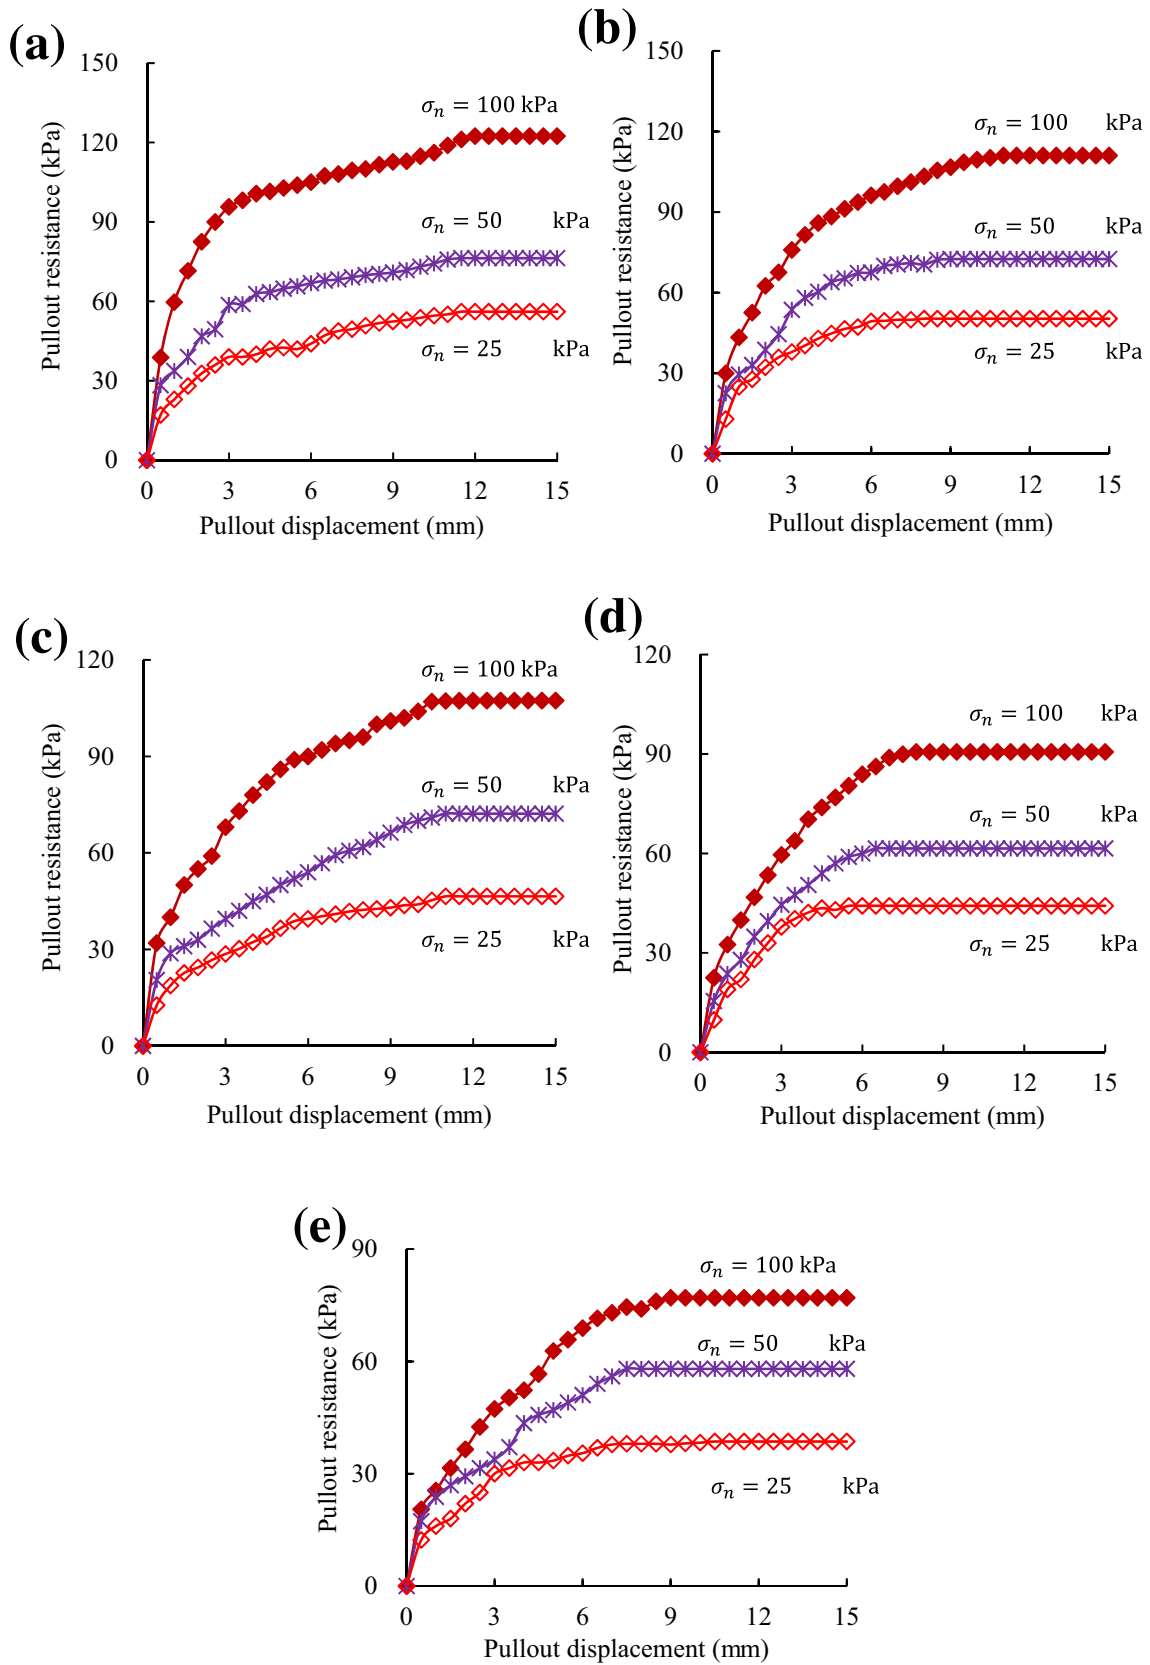 (a)
150
120
90
60
30
0
0 3 6 9 12 15
Pullout resistance (kPa)
Pullout displacement (mm)
σₙ = 100 kPa
σₙ = 50 kPa
σₙ = 25 kPa
(b)
150
120
90
60
30
0
0 3 6 9 12 15
Pullout resistance (kPa)
Pullout displacement (mm)
σₙ = 100 kPa
σₙ = 50 kPa
σₙ = 25 kPa
(c)
120
90
60
30
0
0 3 6 9 12 15
Pullout resistance (kPa)
Pullout displacement (mm)
σₙ = 100 kPa
σₙ = 50 kPa
σₙ = 25 kPa
(d)
120
90
60
30
0
0 3 6 9 12 15
Pullout resistance (kPa)
Pullout displacement (mm)
σₙ = 100 kPa
σₙ = 50 kPa
σₙ = 25 kPa
(e)
90
60
30
0
0 3 6 9 12 15
Pullout resistance (kPa)
Pullout displacement (mm)
σₙ = 100 kPa
σₙ = 50 kPa
σₙ = 25 kPa